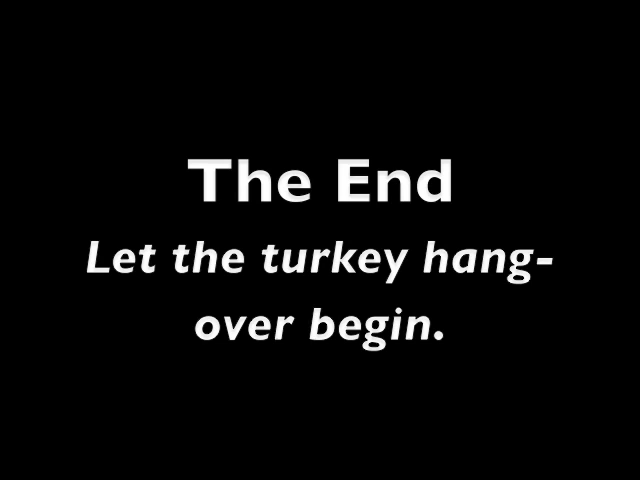 The End
Let the turkey hang-
over begin.